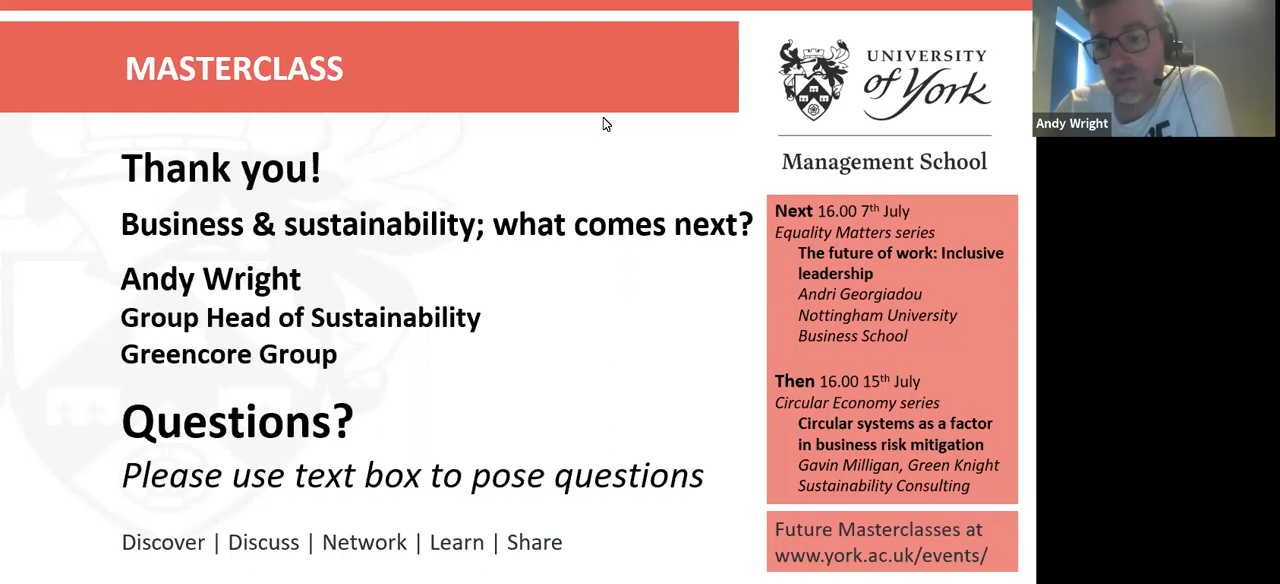 MASTERCLASS
Thank you!
Business & sustainability; what comes next?
Andy Wright
Group Head of Sustainability
Greencore Group
Questions?
Please use text box to pose questions
Discover | Discuss | Network | Learn | Share
UNIVERSITY
of York
Management School
Next 16.00 7th July
Equality Matters series
The future of work: Inclusive
leadership
Andri Georgiadou
Nottingham University
Business School
Then 16.00 15th July
Circular Economy series
Circular systems as a factor
in business risk mitigation
Gavin Milligan, Green Knight
Sustainability Consulting
Future Masterclasses at
www.york.ac.uk/events/
Andy Wright